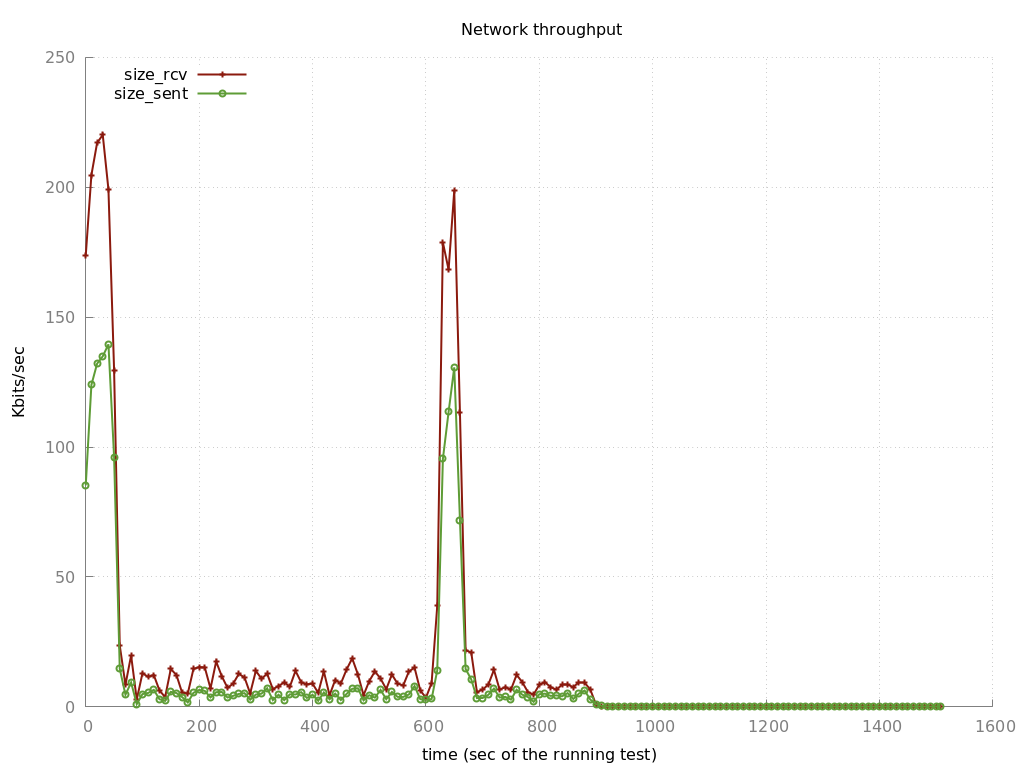 Network throughput
250
size_rcv
size_sent
200
150
Kbits/sec
100
50
0
0 200 400 600 800 1000 1200 1400 1600
time (sec of the running test)